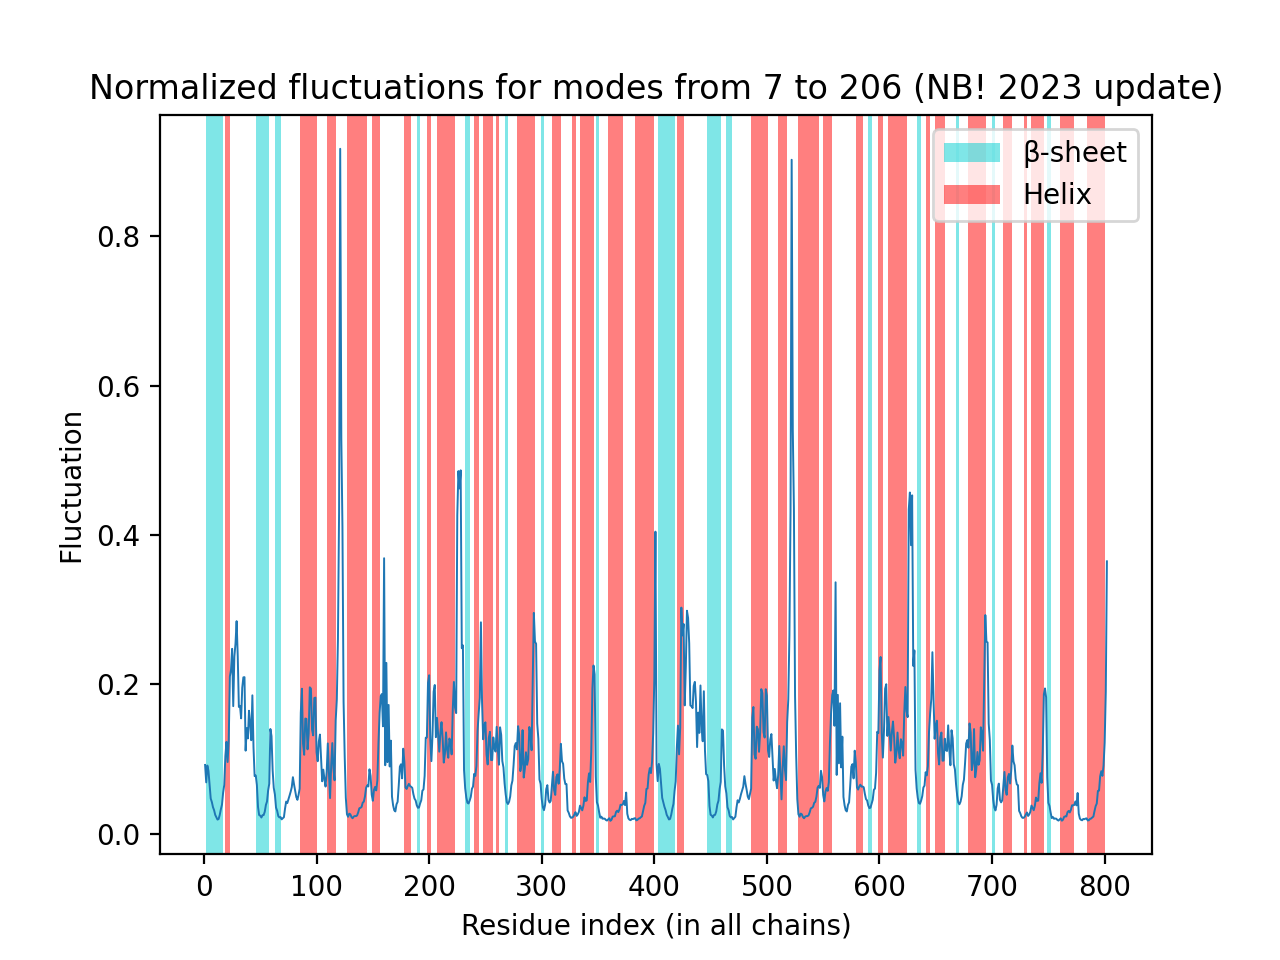 Normalized fluctuations for modes from 7 to 206 (NB! 2023 update)
β-sheet
Helix
0.8
0.6
0.4
0.2
0.0
Fluctuation
0 100 200 300 400 500 600 700 800
Residue index (in all chains)